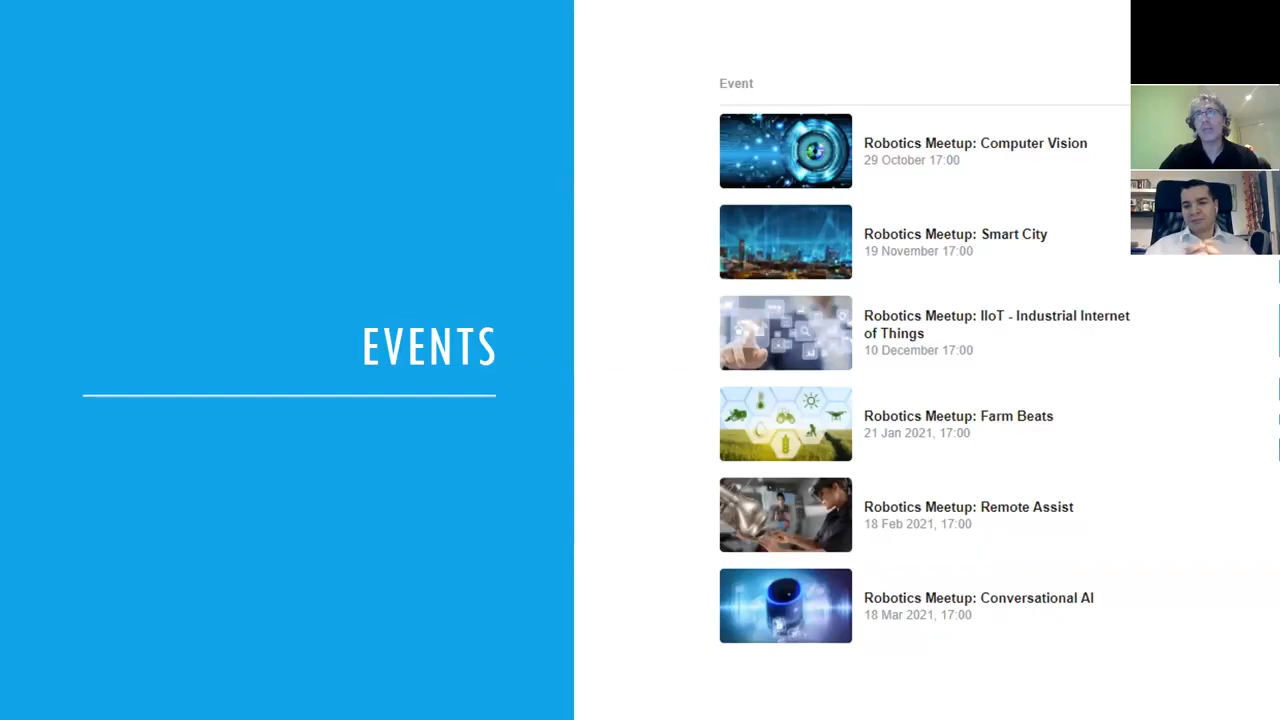 EVENTS
Event
Robotics Meetup: Computer Vision
29 October 17:00
Robotics Meetup: Smart City
19 November 17:00
Robotics Meetup: IIoT - Industrial Internet
of Things
10 December 17:00
Robotics Meetup: Farm Beats
21 Jan 2021, 17:00
Robotics Meetup: Remote Assist
18 Feb 2021, 17:00
Robotics Meetup: Conversational AI
18 Mar 2021, 17:00